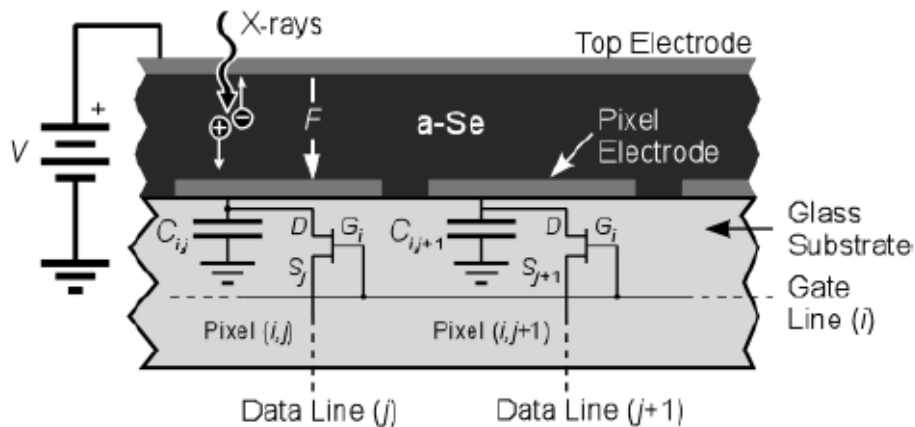 X-rays
Top Electrode
+
V
+
−
F
a-Se
Pixel
Electrode
C_{i,j}
D
G_i
S_j
C_{i,j+1}
D
G_i
S_{j+1}
Glass
Substrate
Gate
Line (i)
Pixel (i,j)
Pixel (i,j+1)
Data Line (j)
Data Line (j+1)